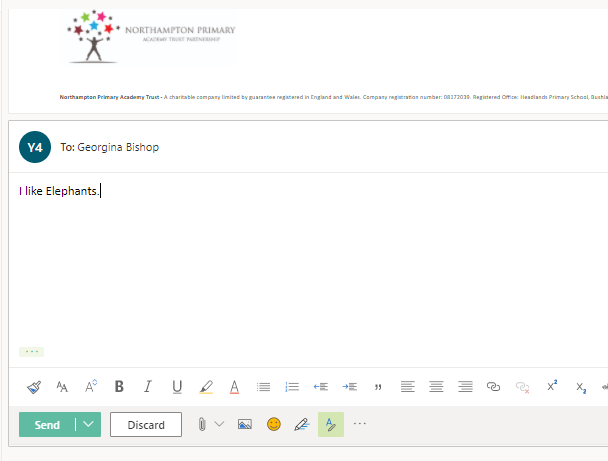 NORTHAMPTON PRIMARY
ACADEMY TRUST PARTNERSHIP
Northampton Primary Academy Trust - A charitable company limited by guarantee registered in England and Wales. Company registration number: 08172039. Registered Office: Headlands Primary School, Bushla
Y4 To: Georgina Bishop
I like Elephants.
Send Discard